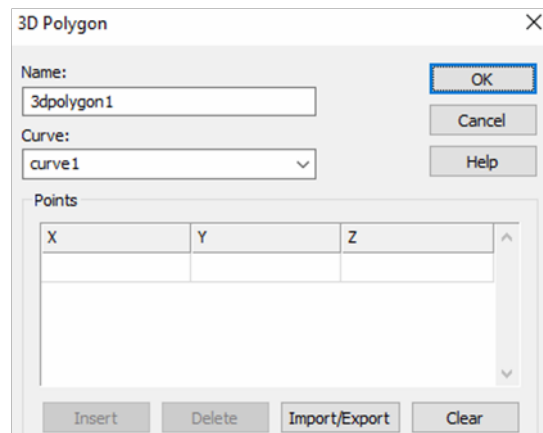 3D Polygon
Name:
OK
3dpolygon1
Cancel
Curve:
curve1
Help
Points
X Y Z
Insert Delete Import/Export Clear